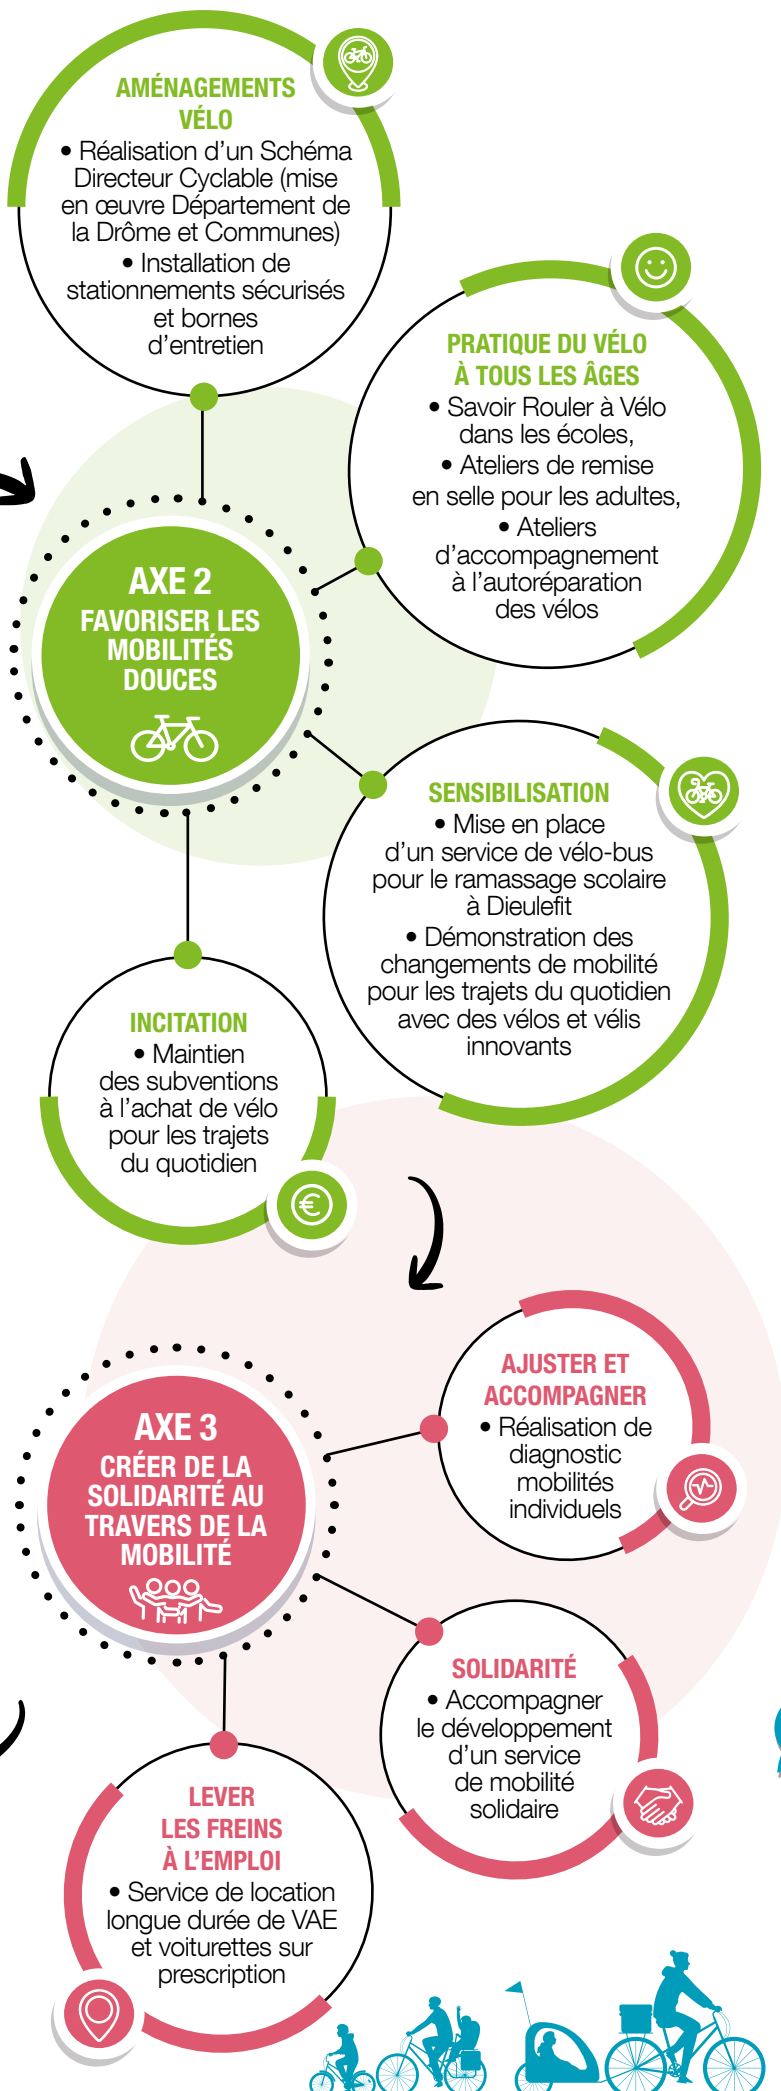 AMÉNAGEMENTS
VÉLO
• Réalisation d'un Schéma
Directeur Cyclable (mise
en œuvre Département de
la Drôme et Communes)
• Installation de
stationnements sécurisés
et bornes
d'entretien
PRATIQUE DU VÉLO
À TOUS LES ÂGES
• Savoir Rouler à Vélo
dans les écoles,
• Ateliers de remise
en selle pour les adultes,
• Ateliers
d'accompagnement
à l'autoréparation
des vélos
AXE 2
FAVORISER LES
MOBILITÉS
DOUCES
SENSIBILISATION
• Mise en place
d'un service de vélo-bus
pour le ramassage scolaire
à Dieulefit
• Démonstration des
changements de mobilité
pour les trajets du quotidien
avec des vélos et vélis
innovants
INCITATION
• Maintien
des subventions
à l'achat de vélo
pour les trajets
du quotidien
€
AJUSTER ET
ACCOMPAGNER
• Réalisation de
diagnostic
mobilités
individuels
AXE 3
CRÉER DE LA
SOLIDARITÉ AU
TRAVERS DE LA
MOBILITÉ
SOLIDARITÉ
• Accompagner
le développement
d'un service
de mobilité
solidaire
LEVER
LES FREINS
À L'EMPLOI
• Service de location
longue durée de VAE
et voiturettes sur
prescription